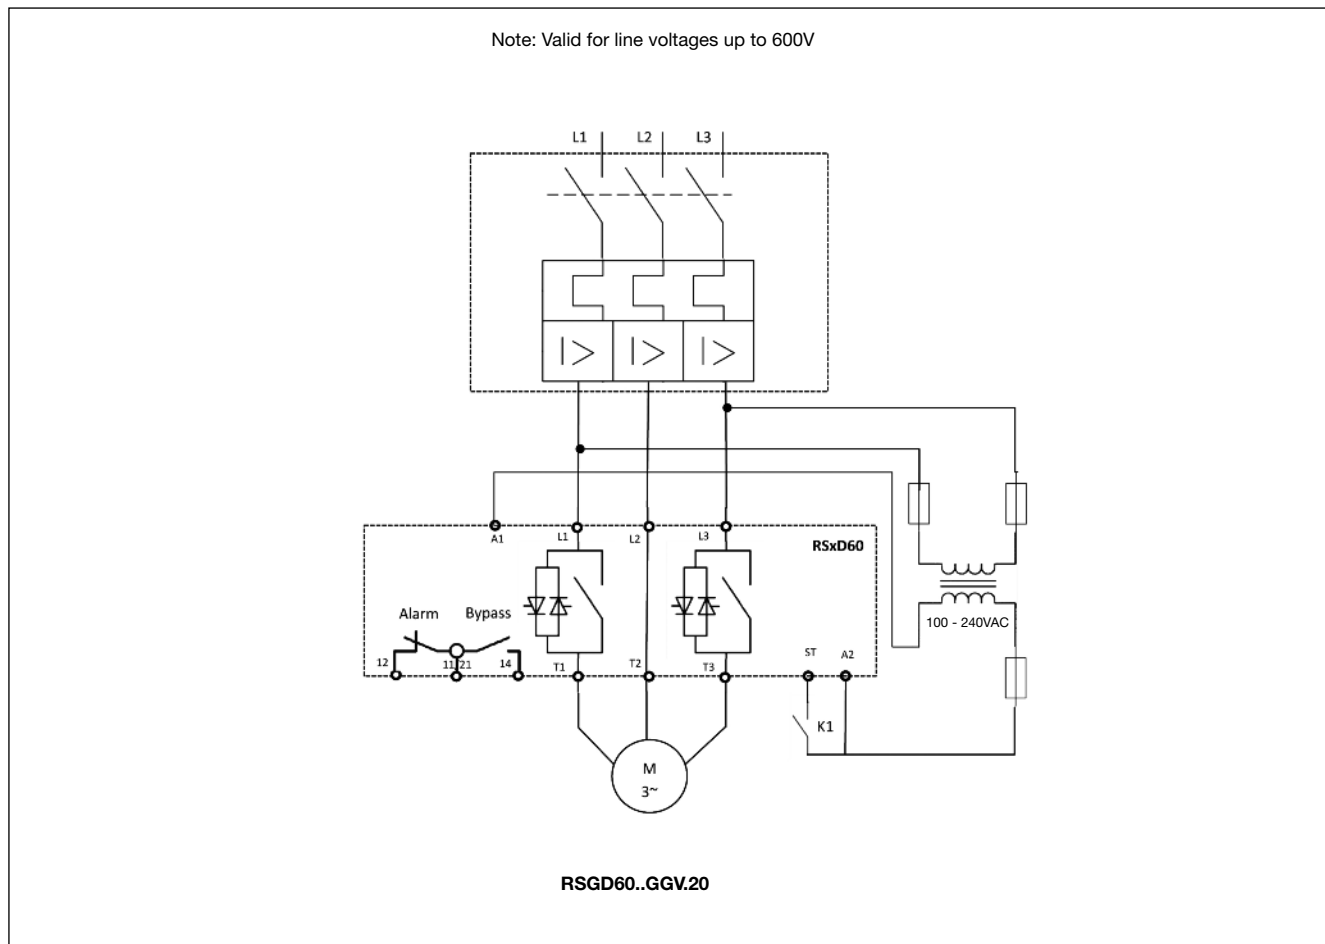 Note: Valid for line voltages up to 600V
L1 L2 L3
A1 L1 L2 L3 RSxD60
Alarm Bypass
100 - 240VAC
12 11 21 14 T1 T2 T3 ST A2
K1
M
3~
RSGD60..GGV.20